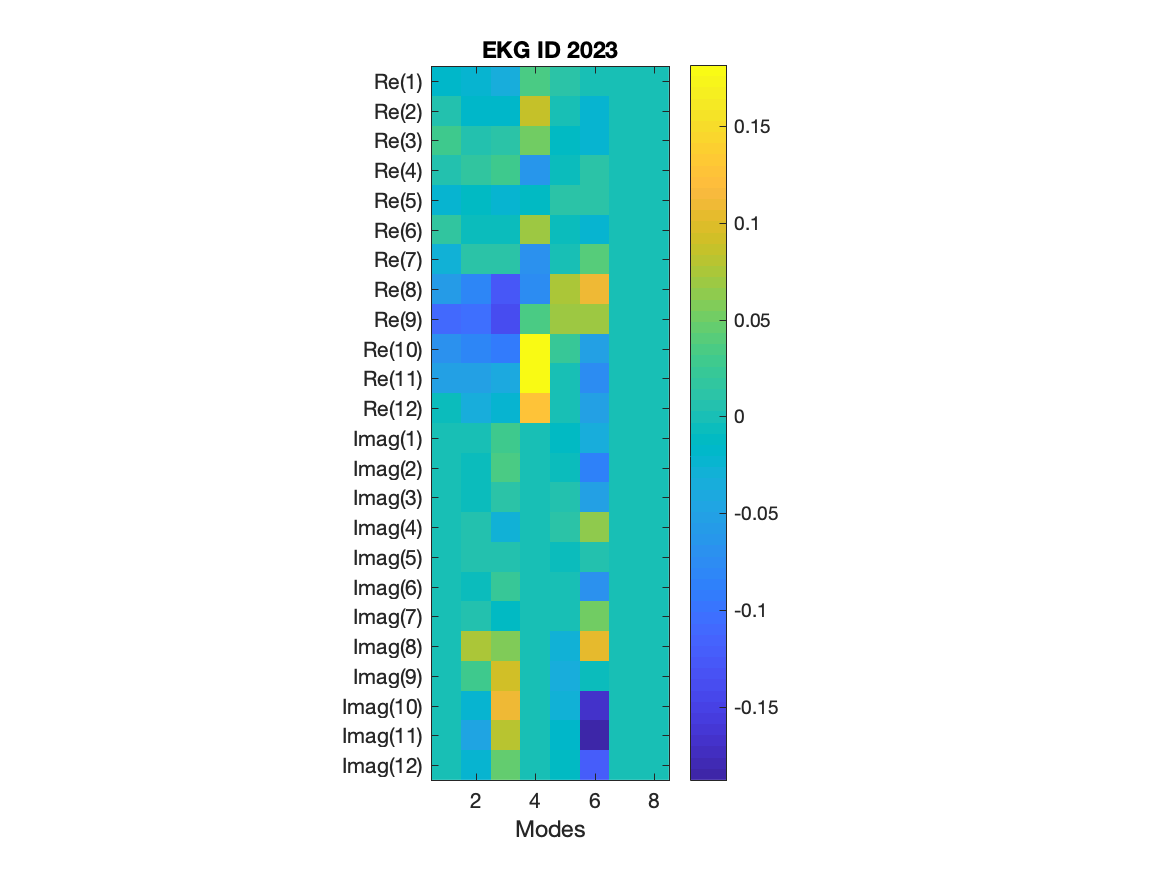 EKG ID 2023
Re(1)
Re(2)
Re(3)
Re(4)
Re(5)
Re(6)
Re(7)
Re(8)
Re(9)
Re(10)
Re(11)
Re(12)
Imag(1)
Imag(2)
Imag(3)
Imag(4)
Imag(5)
Imag(6)
Imag(7)
Imag(8)
Imag(9)
Imag(10)
Imag(11)
Imag(12)
2 4 6 8
Modes
0.15
0.1
0.05
0
-0.05
-0.1
-0.15